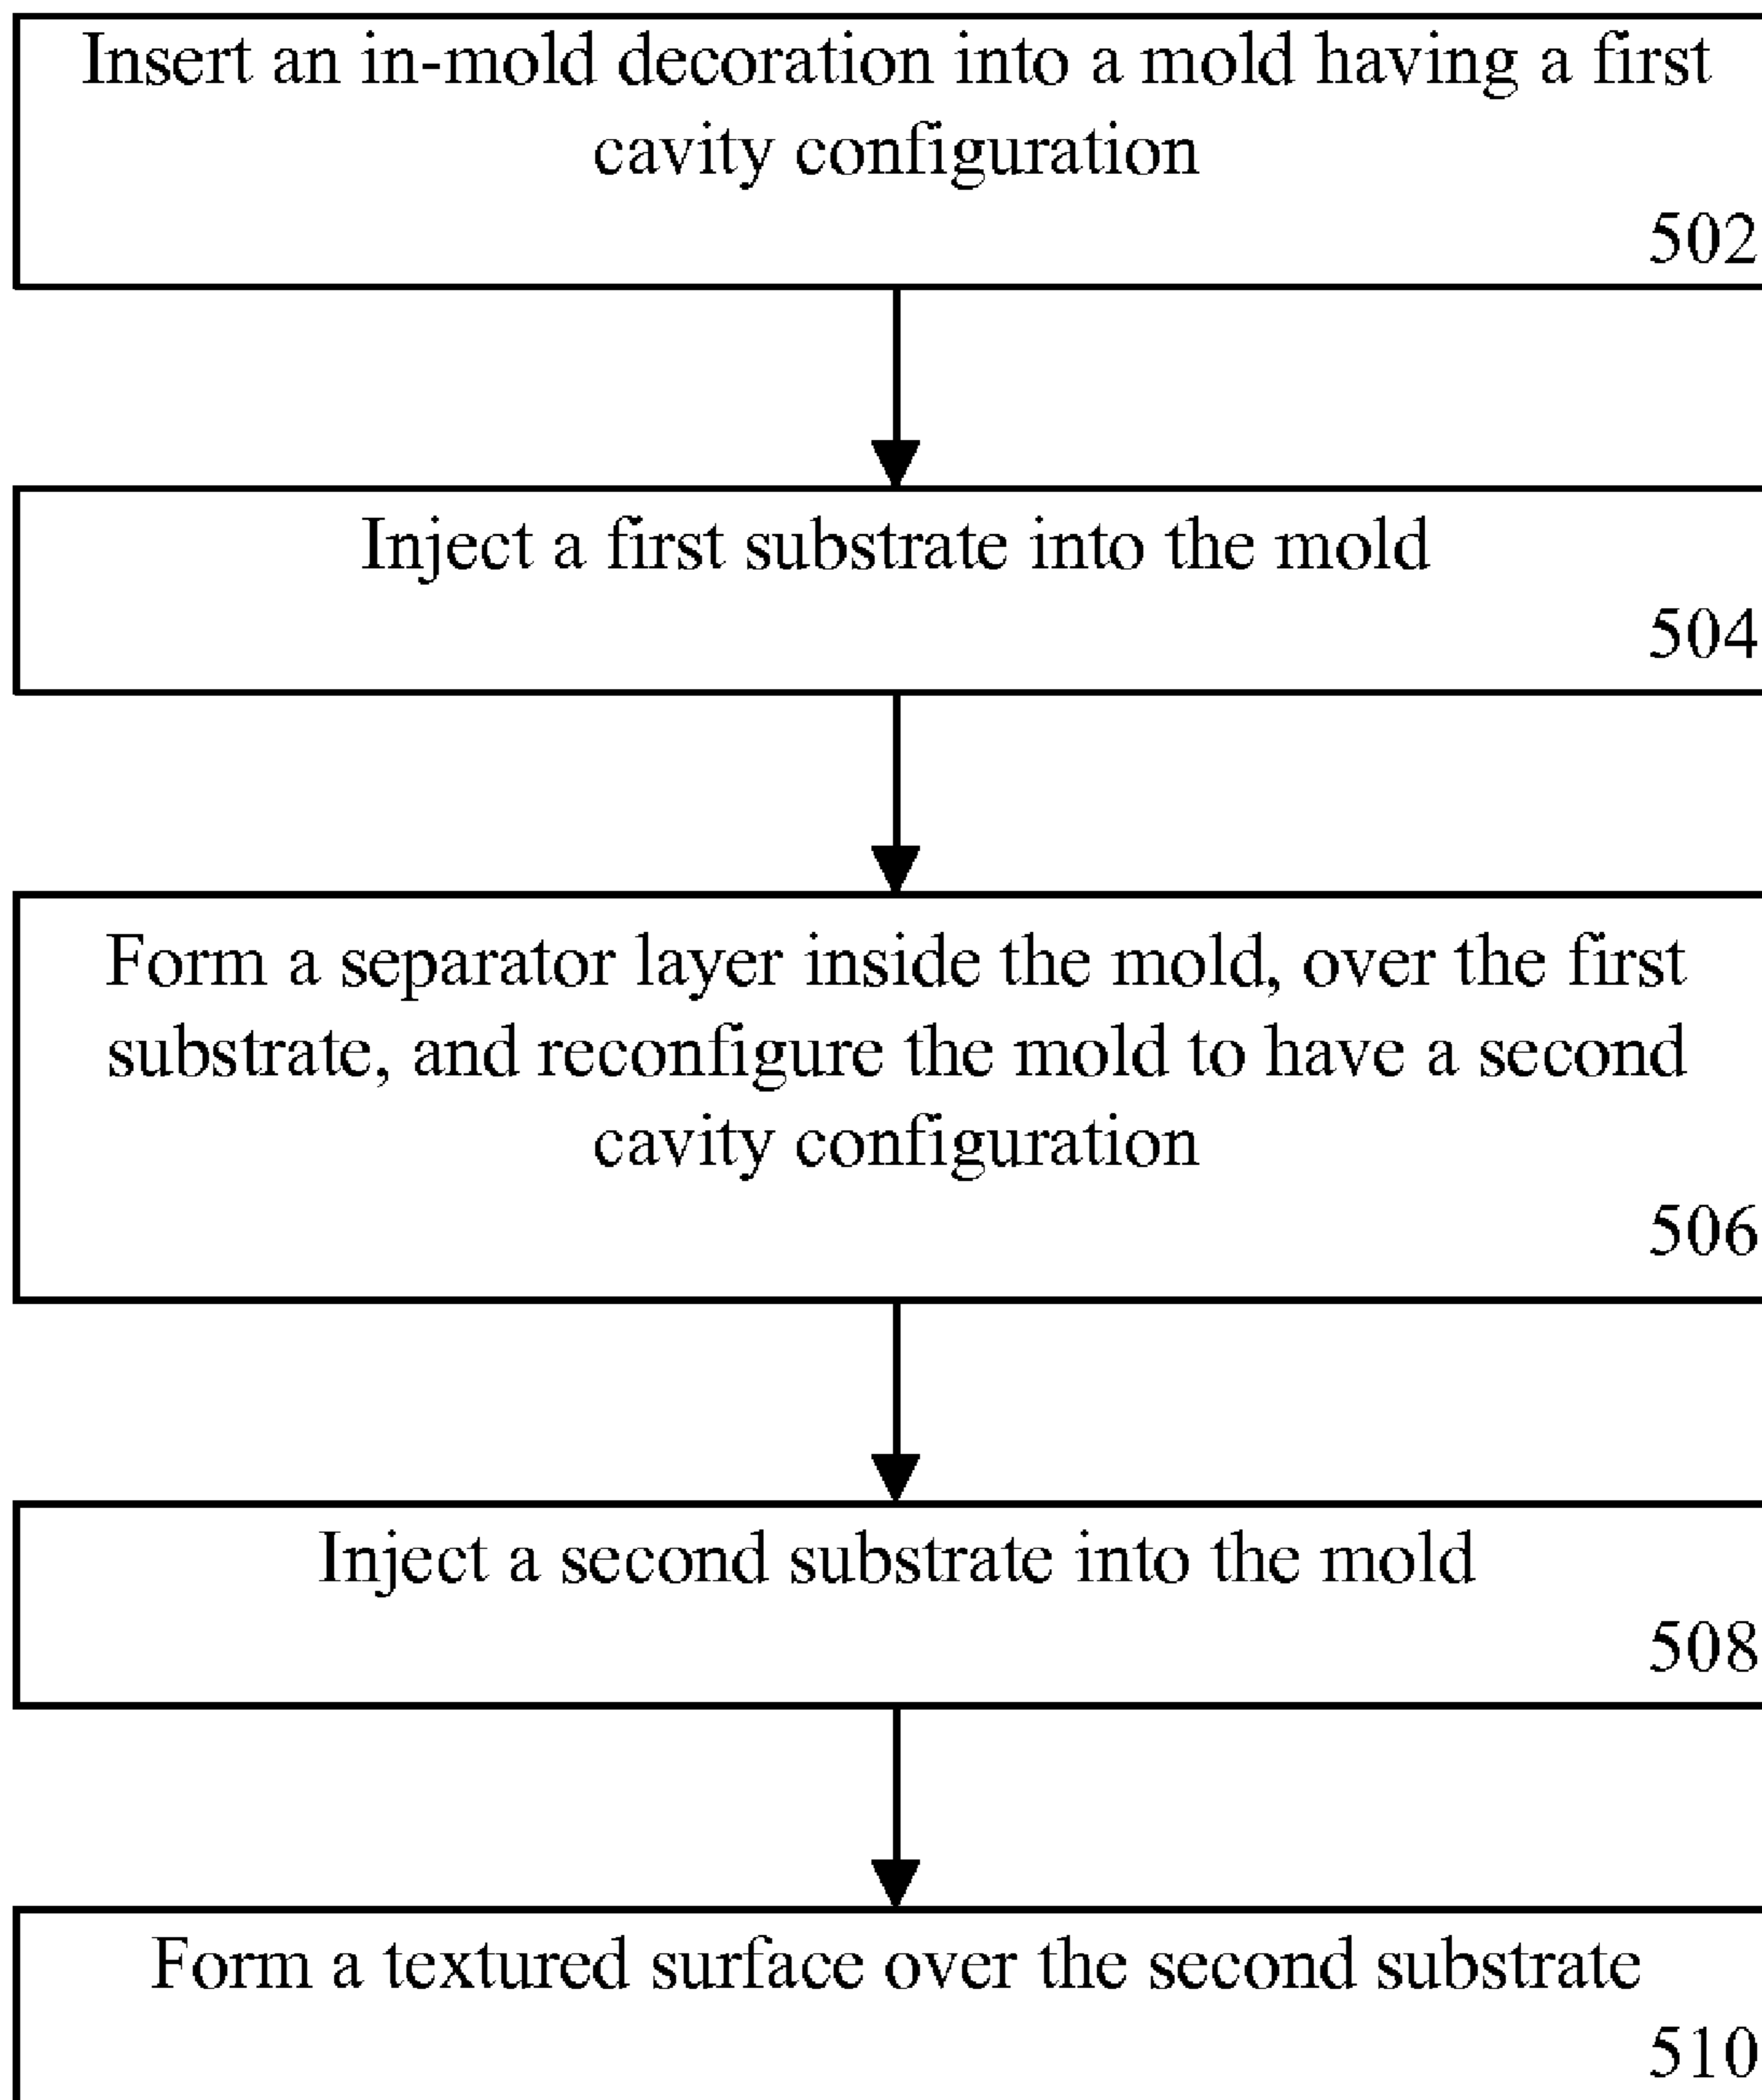 Insert an in-mold decoration into a mold having a first
cavity configuration
502
Inject a first substrate into the mold
504
Form a separator layer inside the mold, over the first
substrate, and reconfigure the mold to have a second
cavity configuration
506
Inject a second substrate into the mold
508
Form a textured surface over the second substrate
510